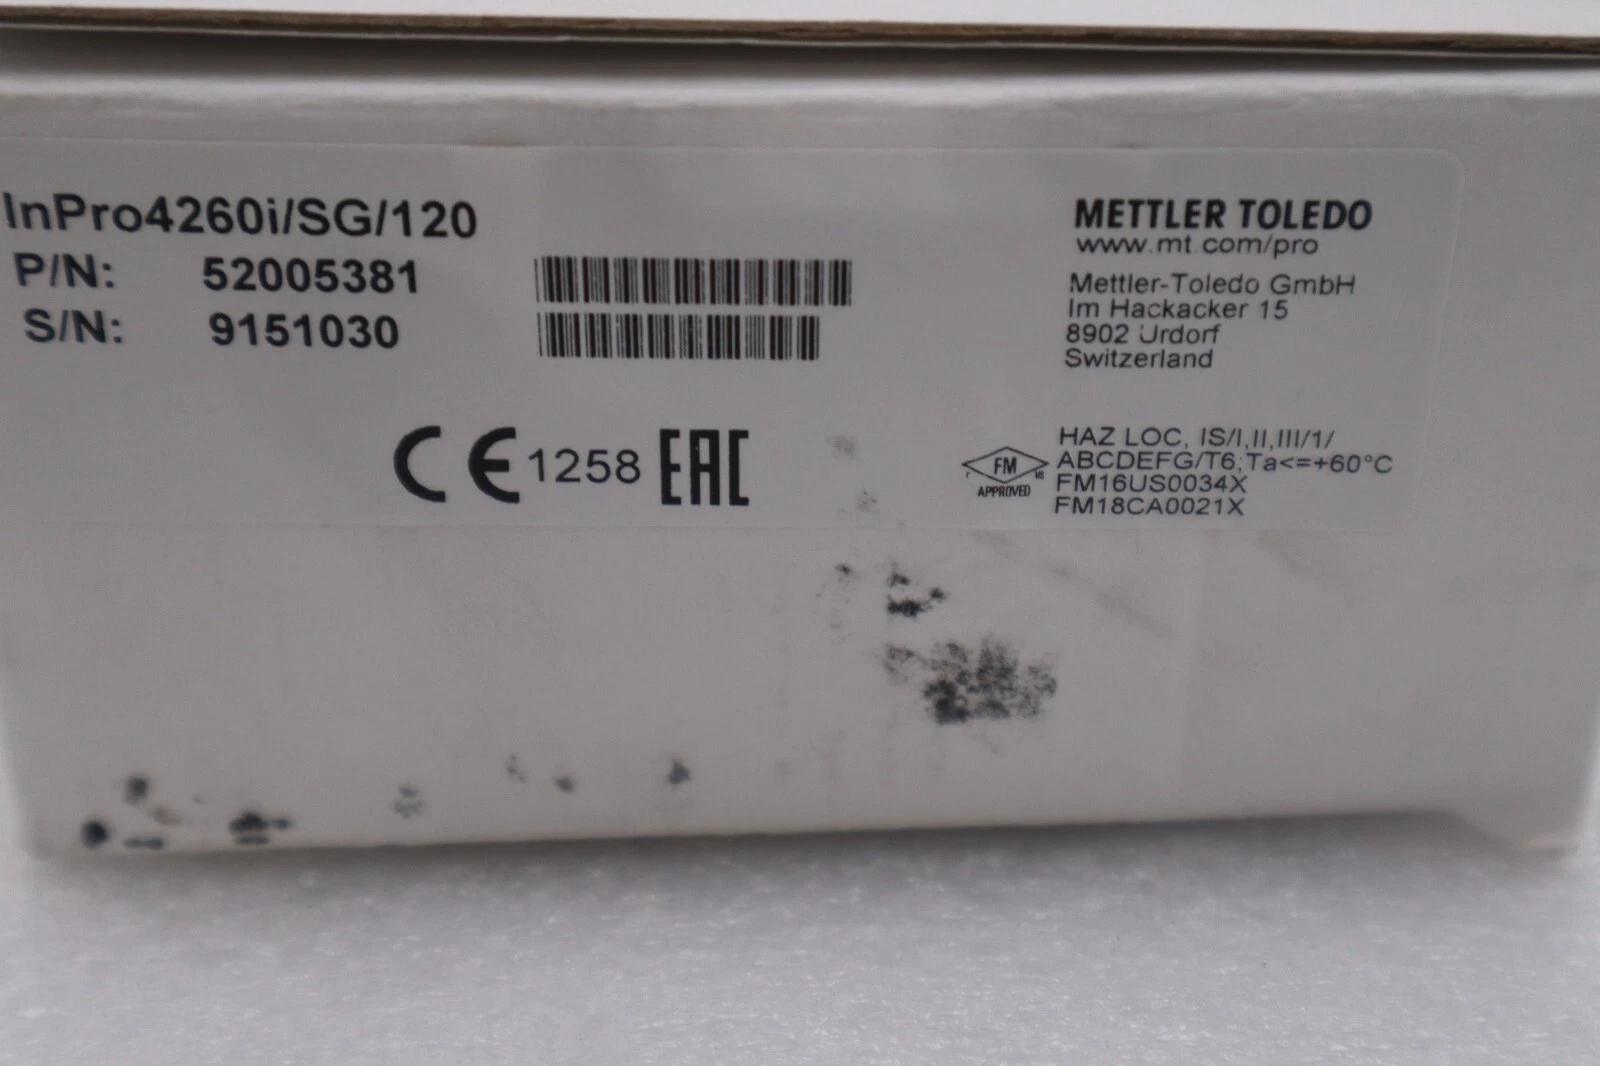 InPro4260i/SG/120
P/N: 52005381
S/N: 9151030
METTLER TOLEDO
www.mt.com/pro
Mettler-Toledo GmbH
Im Hackacker 15
8902 Urdorf
Switzerland
CE 1258 EAC
FM
APPROVED
HAZ LOC, IS/I,II,III/1/
ABCDEFG/T6;Ta<=+60°C
FM16US0034X
FM18CA0021X